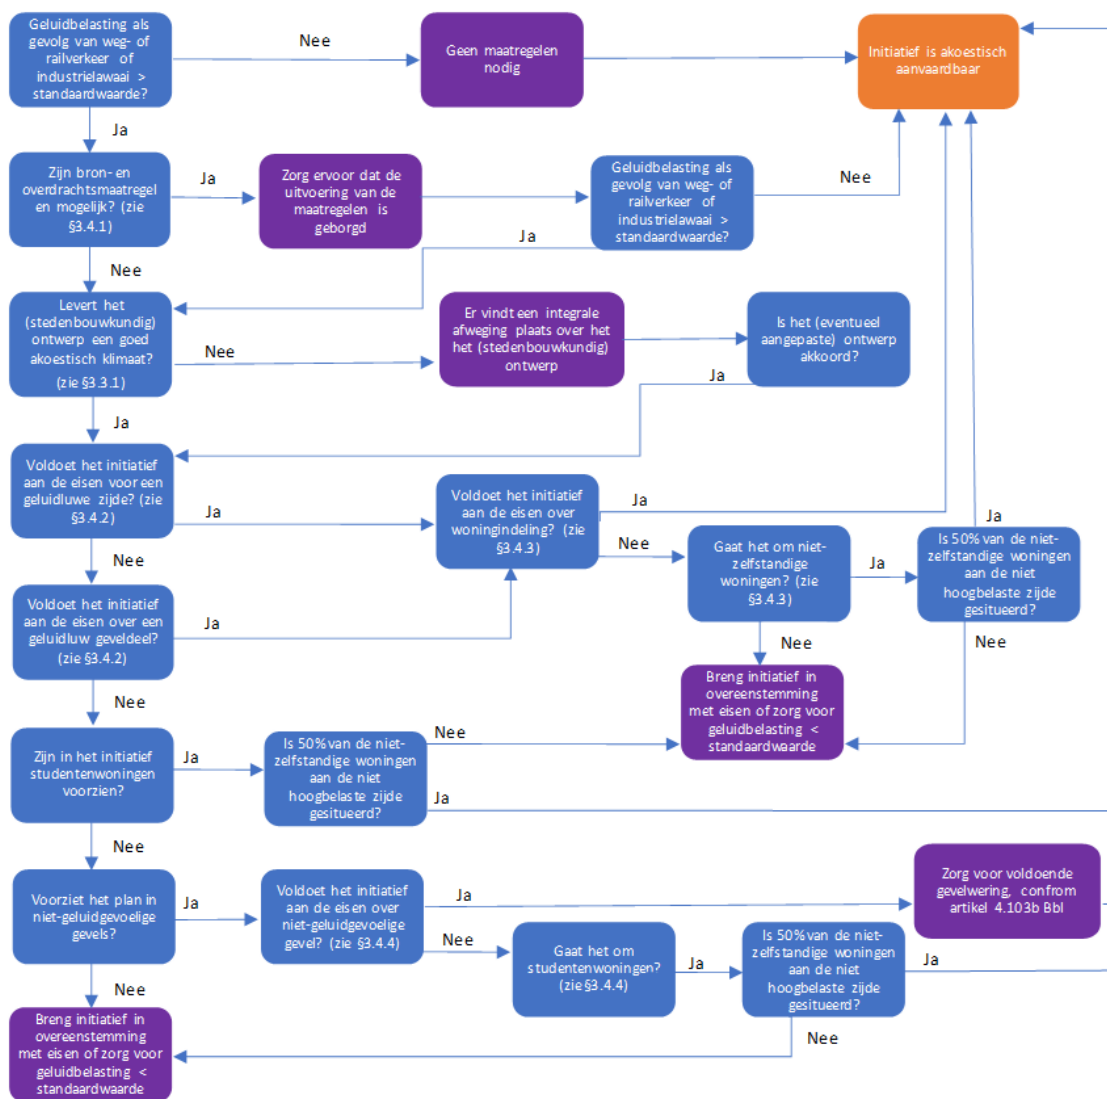 Geluidbelasting als
gevolg van weg- of
railverkeer of
industrielawaai >
standaardwaarde?
Nee
Geen maatregelen
nodig
Initiatief is akoestisch
aanvaardbaar
Ja
Zijn bron- en
overdrachtsmaatregel
en mogelijk? (zie
§3.4.1)
Ja
Zorg ervoor dat de
uitvoering van de
maatregelen is
geborgd
Geluidbelasting als
gevolg van weg- of
railverkeer of
industrielawaai >
standaardwaarde?
Nee
Ja
Nee
Levert het
(stedenbouwkundig)
ontwerp een goed
akoestisch klimaat?
(zie §3.3.1)
Nee
Er vindt een integrale
afweging plaats over het
het (stedenbouwkundig)
ontwerp
Is het (eventueel
aangepaste) ontwerp
akkoord?
Ja
Ja
Voldoet het initiatief
aan de eisen voor een
geluidluwe zijde? (zie
§3.4.2)
Ja
Voldoet het initiatief
aan de eisen over
woningindeling? (zie
§3.4.3)
Ja
Nee
Gaat het om niet-
zelfstandige
woningen? (zie
§3.4.3)
Ja
Ja
Is 50% van de niet-
zelfstandige woningen
aan de niet
hoogbelaste zijde
gesitueerd?
Nee
Voldoet het initiatief
aan de eisen over een
geluidluw geveldeel?
(zie §3.4.2)
Ja
Nee
Nee
Breng initiatief in
overeenstemming
met eisen of zorg voor
geluidbelasting <
standaardwaarde
Nee
Zijn in het initiatief
studentenwoningen
voorzien?
Ja
Is 50% van de niet-
zelfstandige woningen
aan de niet
hoogbelaste zijde
gesitueerd?
Nee
Ja
Nee
Voorziet het plan in
niet-geluidgevoelige
gevels?
Ja
Voldoet het initiatief
aan de eisen over
niet-geluidgevoelige
gevel? (zie §3.4.4)
Ja
Zorg voor voldoende
gevelwering, confrom
artikel 4.103b Bbl
Nee
Gaat het om
studentenwoningen?
(zie §3.4.4)
Ja
Is 50% van de niet-
zelfstandige woningen
aan de niet
hoogbelaste zijde
gesitueerd?
Ja
Nee
Nee
Breng initiatief in
overeenstemming
met eisen of zorg voor
geluidbelasting <
standaardwaarde